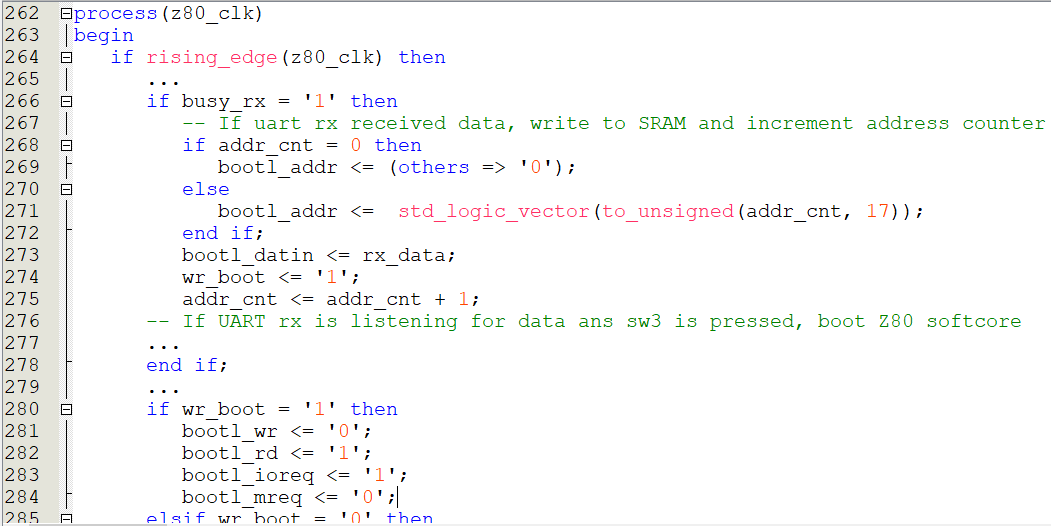 262 process(z80_clk)
263 begin
264 if rising_edge(z80_clk) then
265 ...
266 if busy_rx = '1' then
267 -- If uart rx received data, write to SRAM and increment address counter
268 if addr_cnt = 0 then
269 bootl_addr <= (others => '0');
270 else
271 bootl_addr <=  std_logic_vector(to_unsigned(addr_cnt, 17));
272 end if;
273 bootl_datin <= rx_data;
274 wr_boot <= '1';
275 addr_cnt <= addr_cnt + 1;
276 -- If UART rx is listening for data ans sw3 is pressed, boot Z80 softcore
277 ...
278 end if;
279 ...
280 if wr_boot = '1' then
281 bootl_wr <= '0';
282 bootl_rd <= '1';
283 bootl_ioreq <= '1';
284 bootl_mreq <= '0';
285 elsif wr_boot = '0' then